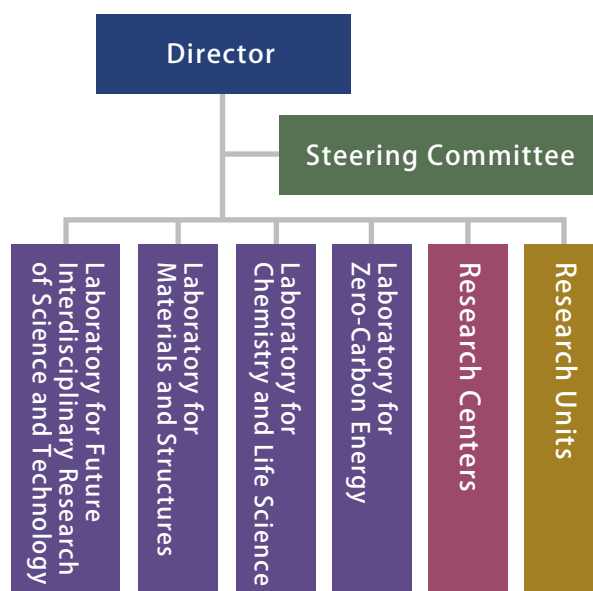 Director
Steering Committee
Laboratory for Future
Interdisciplinary Research
of Science and Technology
Laboratory for
Materials and Structures
Laboratory for
Chemistry and Life Science
Laboratory for
Zero-Carbon Energy
Research Centers
Research Units